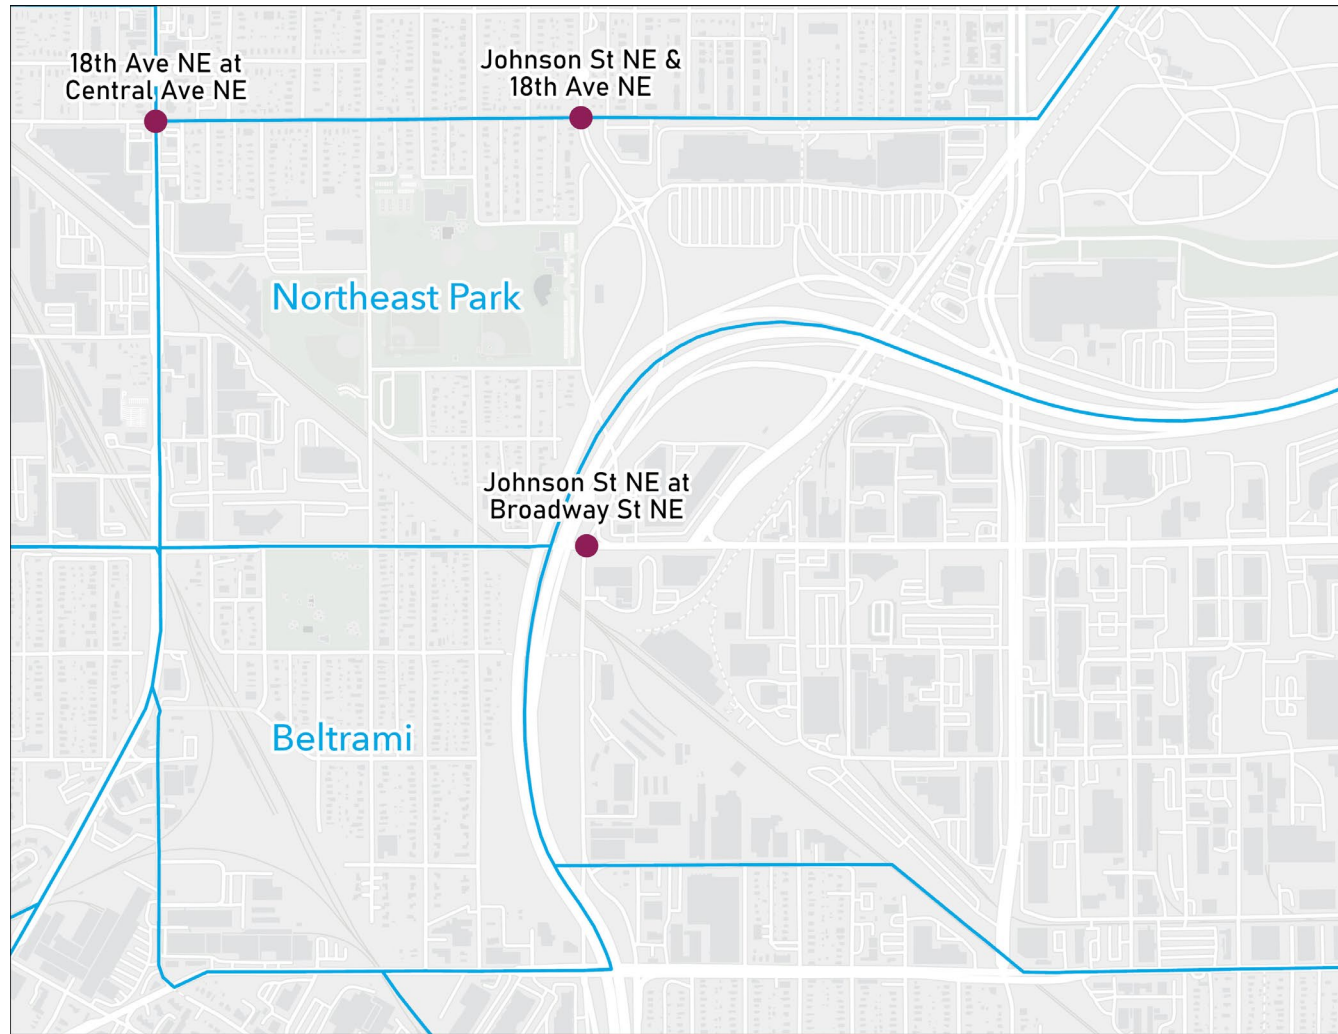 18th Ave NE at
Central Ave NE
Johnson St NE &
18th Ave NE
Northeast Park
Johnson St NE at
Broadway St NE
Beltrami